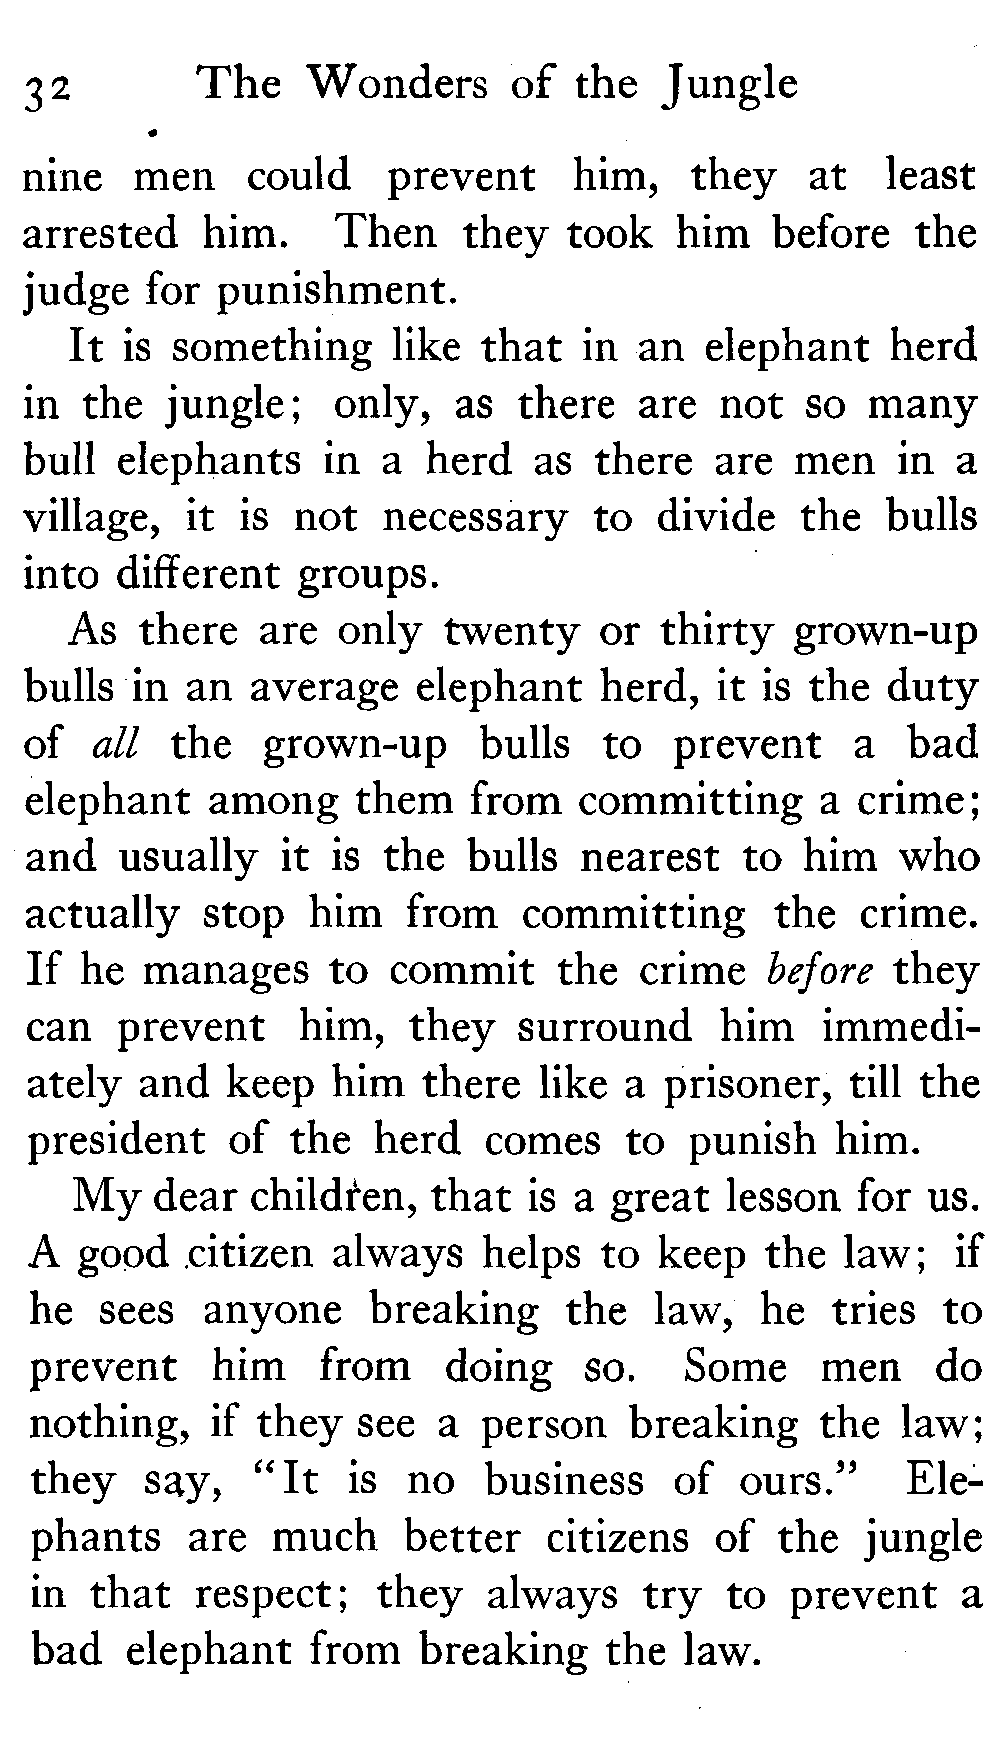 32 The Wonders of the Jungle
nine men could prevent him, they at least
arrested him. Then they took him before the
judge for punishment.
It is something like that in an elephant herd
in the jungle; only, as there are not so many
bull elephants in a herd as there are men in a
village, it is not necessary to divide the bulls
into different groups.
As there are only twenty or thirty grown-up
bulls in an average elephant herd, it is the duty
of all the grown-up bulls to prevent a bad
elephant among them from committing a crime;
and usually it is the bulls nearest to him who
actually stop him from committing the crime.
If he manages to commit the crime before they
can prevent him, they surround him immedi-
ately and keep him there like a prisoner, till the
president of the herd comes to punish him.
My dear children, that is a great lesson for us.
A good citizen always helps to keep the law; if
he sees anyone breaking the law, he tries to
prevent him from doing so. Some men do
nothing, if they see a person breaking the law;
they say, "It is no business of ours." Ele-
phants are much better citizens of the jungle
in that respect; they always try to prevent a
bad elephant from breaking the law.